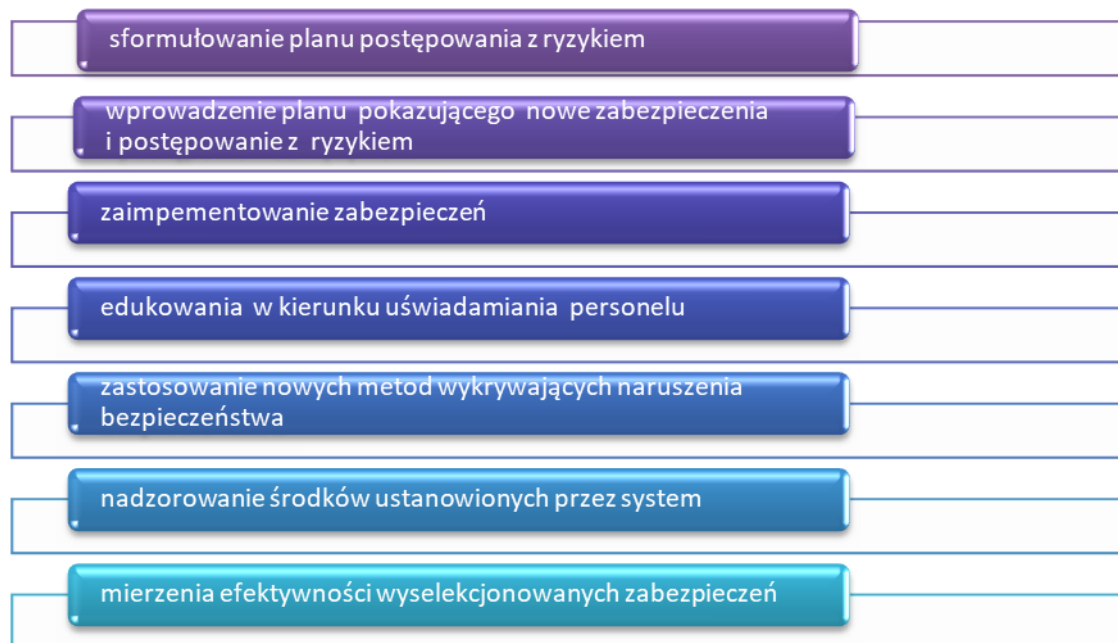 sformułowanie planu postępowania z ryzykiem
wprowadzenie planu pokazującego nowe zabezpieczenia
i postępowanie z ryzykiem
zaimpementowanie zabezpieczeń
edukowania w kierunku uświadamiania personelu
zastosowanie nowych metod wykrywających naruszenia
bezpieczeństwa
nadzorowanie środków ustanowionych przez system
mierzenia efektywności wyselekcjonowanych zabezpieczeń